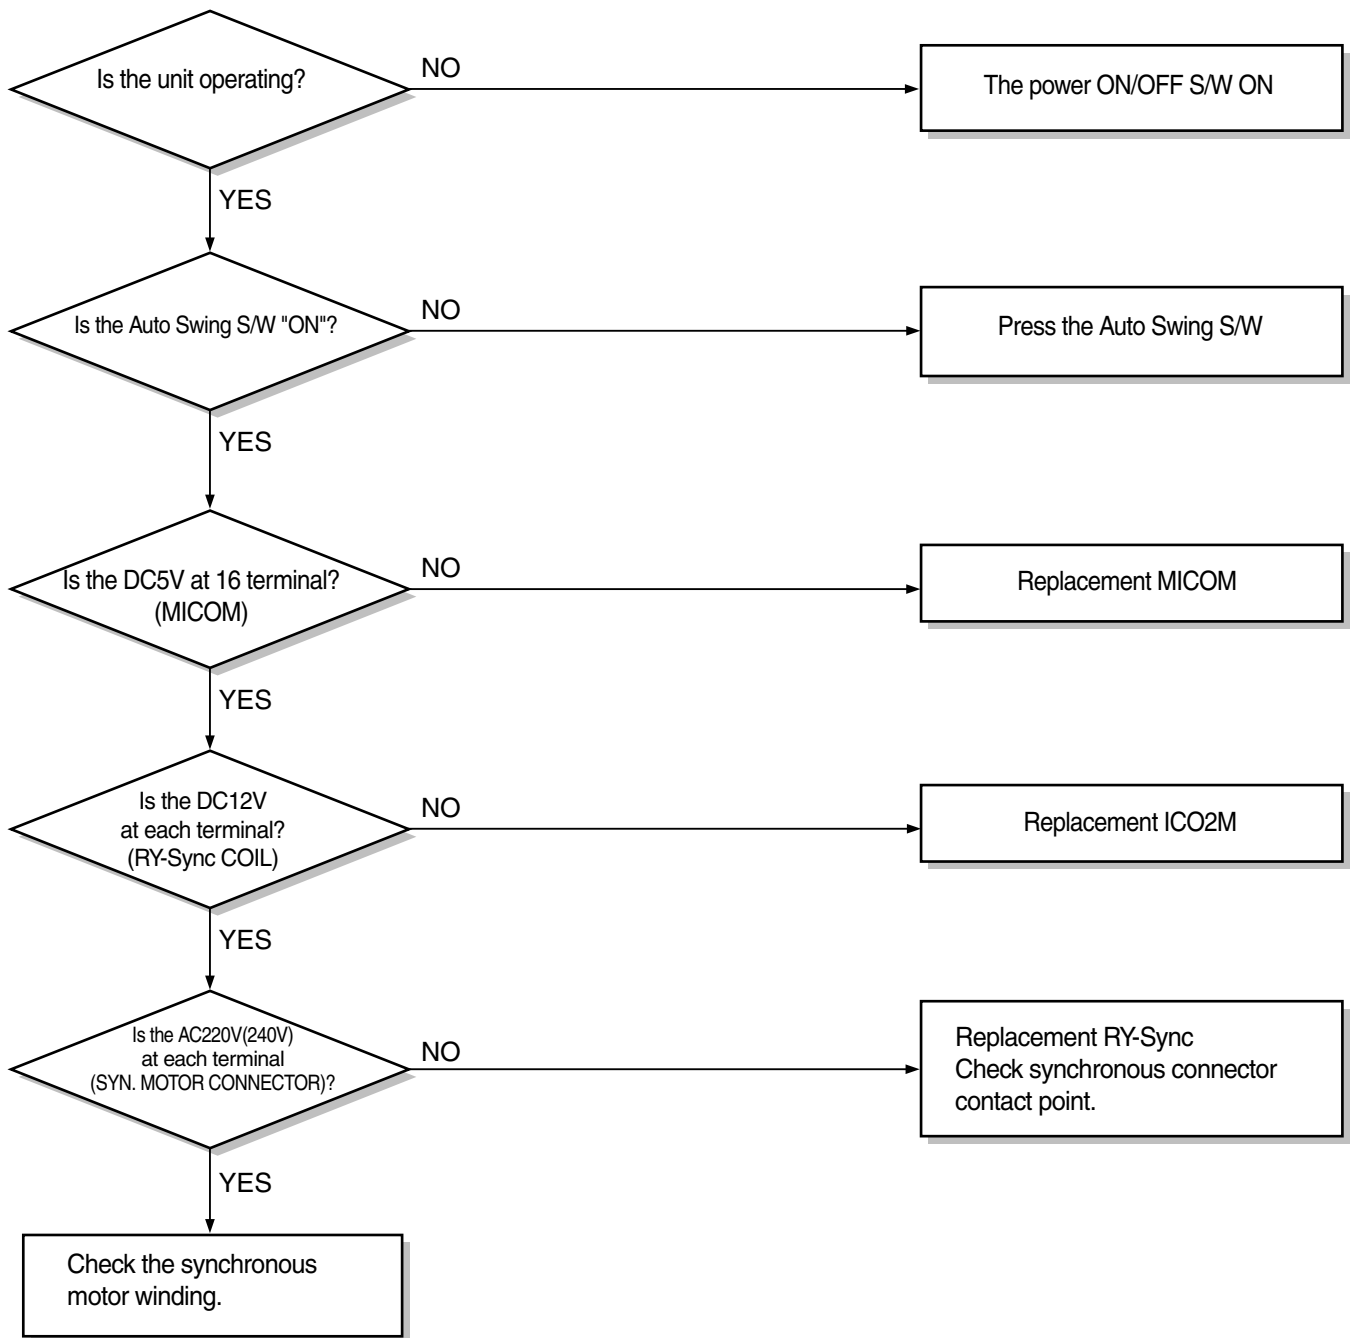 Is the unit operating?
NO
The power ON/OFF S/W ON
YES
Is the Auto Swing S/W "ON"?
NO
Press the Auto Swing S/W
YES
Is the DC5V at 16 terminal?
(MICOM)
NO
Replacement MICOM
YES
Is the DC12V
at each terminal?
(RY-Sync COIL)
NO
Replacement ICO2M
YES
Is the AC220V(240V)
at each terminal
(SYN. MOTOR CONNECTOR)?
NO
Replacement RY-Sync
Check synchronous connector
contact point.
YES
Check the synchronous
motor winding.